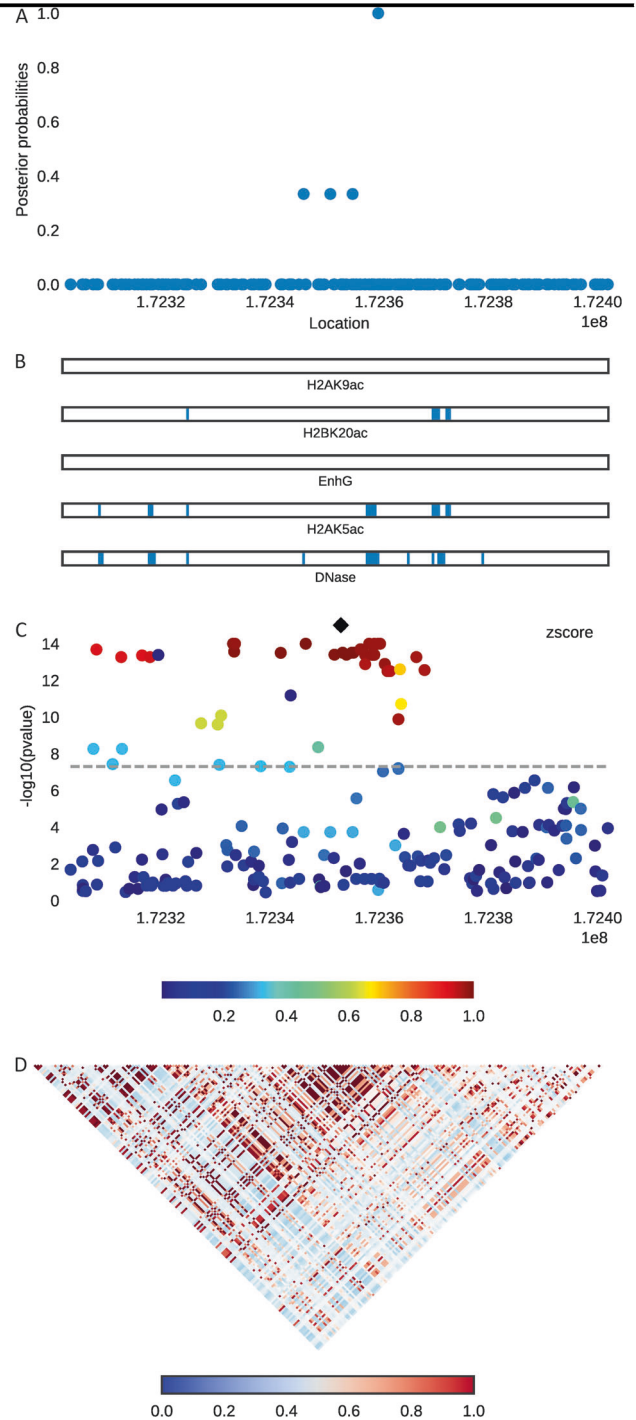 A
1.0
0.8
0.6
0.4
0.2
0.0
Posterior probabilities
1.7232 1.7234 1.7236 1.7238 1.7240
Location
1e8
B
H2AK9ac
H2BK20ac
EnhG
H2AK5ac
DNase
C
zscore
14
12
10
8
6
4
2
0
-log10(pvalue)
1.7232 1.7234 1.7236 1.7238 1.7240
1e8
0.2 0.4 0.6 0.8 1.0
D
0.0 0.2 0.4 0.6 0.8 1.0